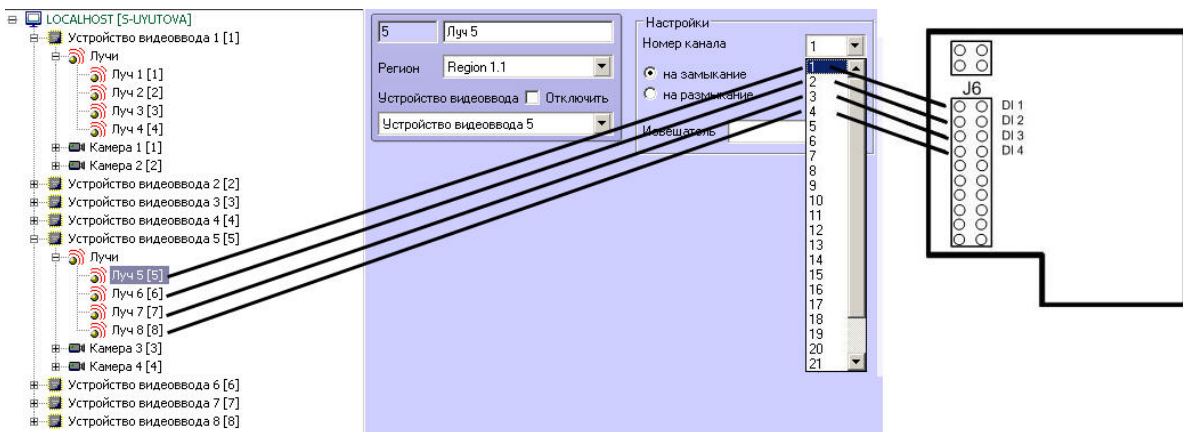 LOCALHOST [S-UYUTOVA]
Устройство видеоввода 1 [1]
Лучи
Луч 1 [1]
Луч 2 [2]
Луч 3 [3]
Луч 4 [4]
Камера 1 [1]
Камера 2 [2]
Устройство видеоввода 2 [2]
Устройство видеоввода 3 [3]
Устройство видеоввода 4 [4]
Устройство видеоввода 5 [5]
Лучи
Луч 5 [5]
Луч 6 [6]
Луч 7 [7]
Луч 8 [8]
Камера 3 [3]
Камера 4 [4]
Устройство видеоввода 6 [6]
Устройство видеоввода 7 [7]
Устройство видеоввода 8 [8]
5 Луч 5
Регион Region 1.1
Устройство видеоввода Отключить
Устройство видеоввода 5
Настройки
Номер канала 1
на замыкание
на размыкание
Извещатель
1
2
3
4
5
6
7
8
9
10
11
12
13
14
15
16
17
18
19
20
21
J6
DI 1
DI 2
DI 3
DI 4